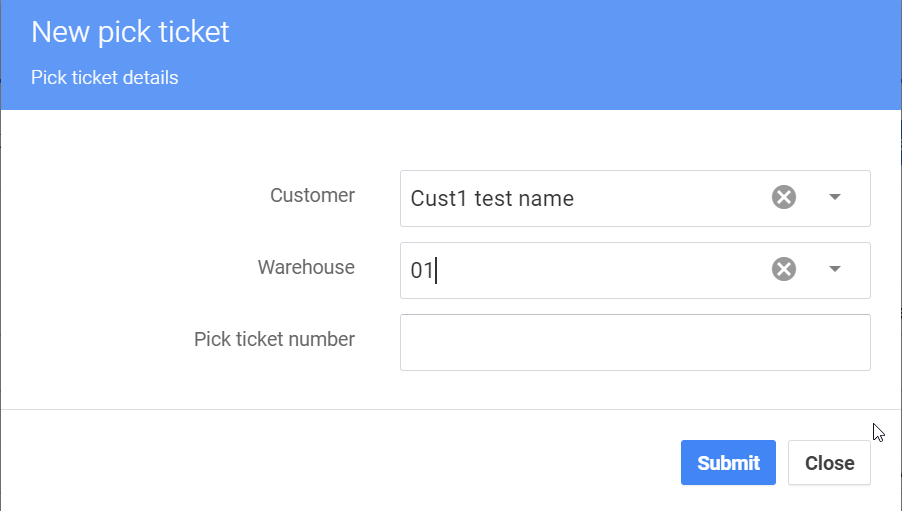 New pick ticket
Pick ticket details
Customer Cust1 test name
Warehouse 01
Pick ticket number
Submit Close